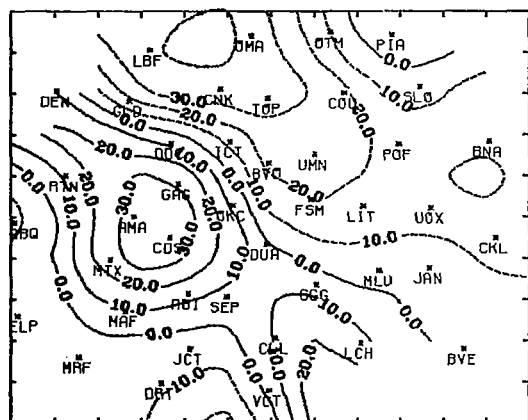 OMA OTM PIA
LBF 0.0
DEN 30.0 CNK TOP COU 10.0 SLO
GLD 20.0
0.0 20.0
20.0 DDC 10.0 ICT 0.0 BVO UMN POF BNA
0.0 RTN 20.0 30.0 GAG 10.0 20.0
10.0 AMA 20.0 OKC FSM LIT UOX
ABQ CDS 30.0 10.0 CKL
0.0 MTX 10.0 DUA 0.0
20.0 MLU JAN
10.0 ABI SEP GGG 10.0
ELP MAF 0.0 0.0
MRF JCT CLL LCH BVE
DRT 10.0 10.0 20.0
VCT